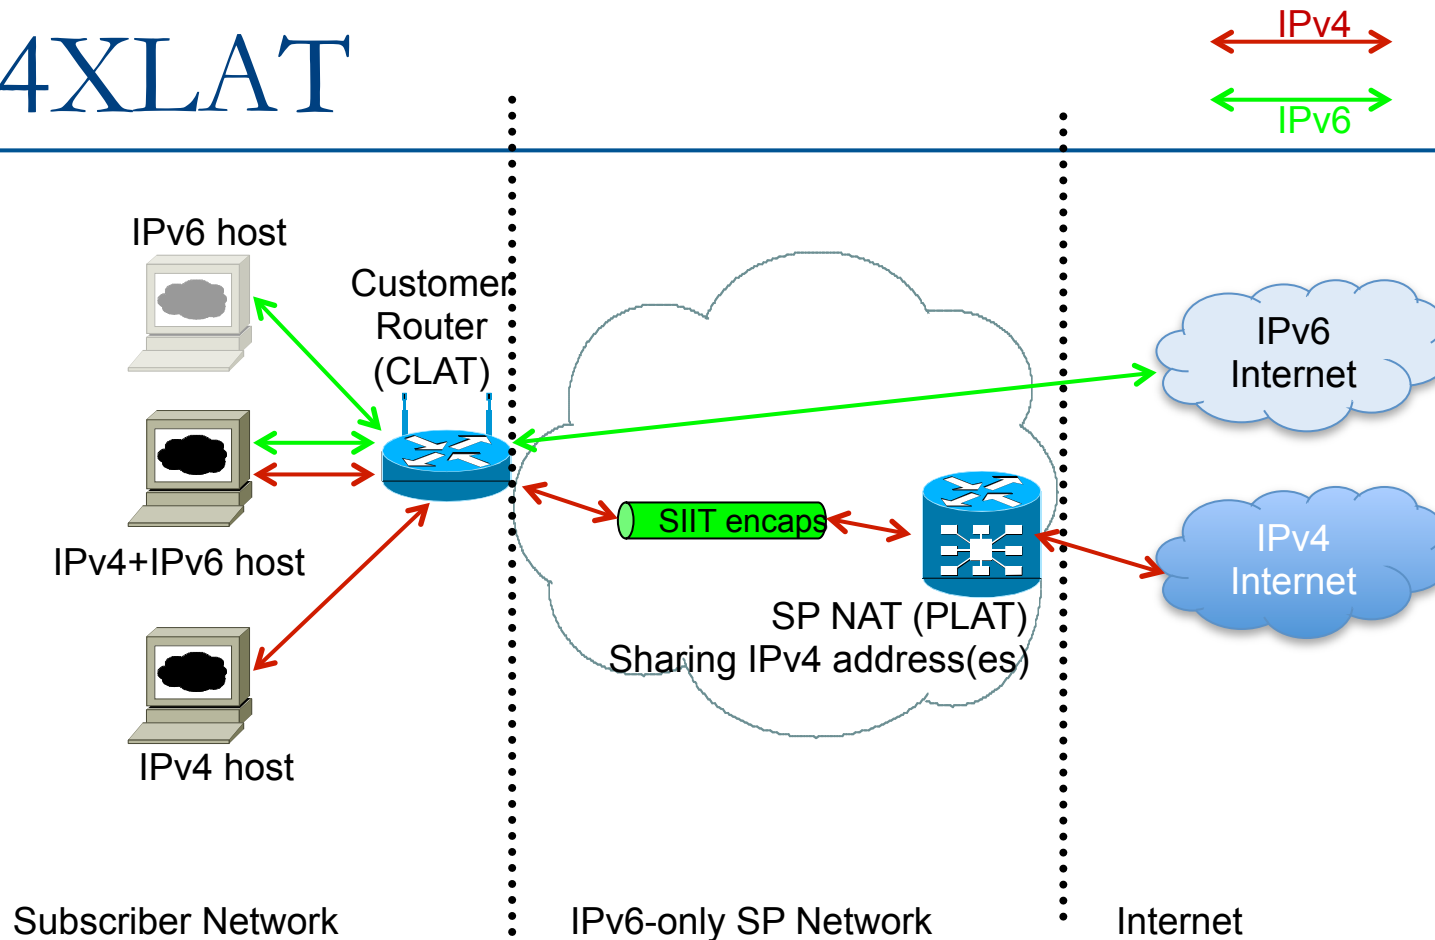 4XLAT
IPv4
IPv6
IPv6 host
Customer
Router
(CLAT)
IPv6
Internet
SIIT encaps
IPv4
Internet
IPv4+IPv6 host
SP NAT (PLAT)
Sharing IPv4 address(es)
IPv4 host
Subscriber Network
IPv6-only SP Network
Internet